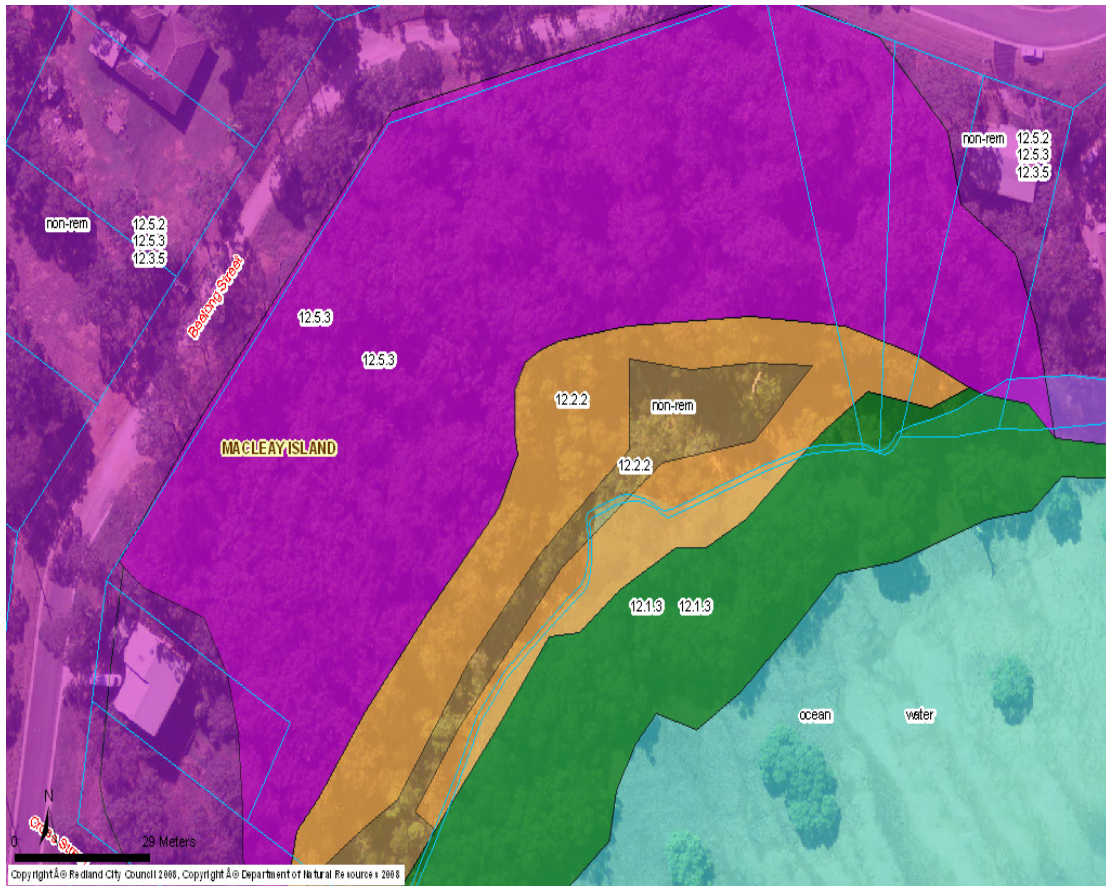 non-rem
12.5.2
12.5.3
12.3.5
non-rem
12.5.2
12.5.3
12.3.5
Beelong Street
12.5.3
12.5.3
12.2.2
non-rem
MACLEAY ISLAND
12.2.2
12.1.3 12.1.3
ocean water
N
0 29 Meters
Copyright Â© Redland City Council 2008, Copyright Â© Department of Natural Resources 2008